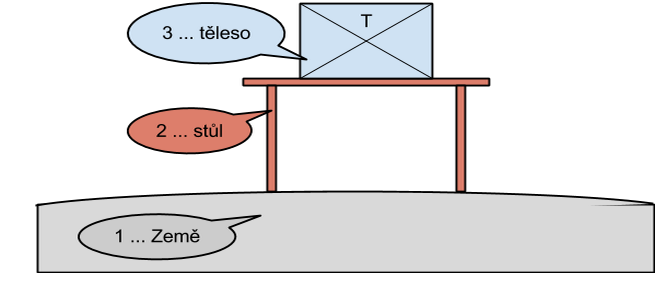 T
3 ... těleso
2 ... stůl
1 ... Země